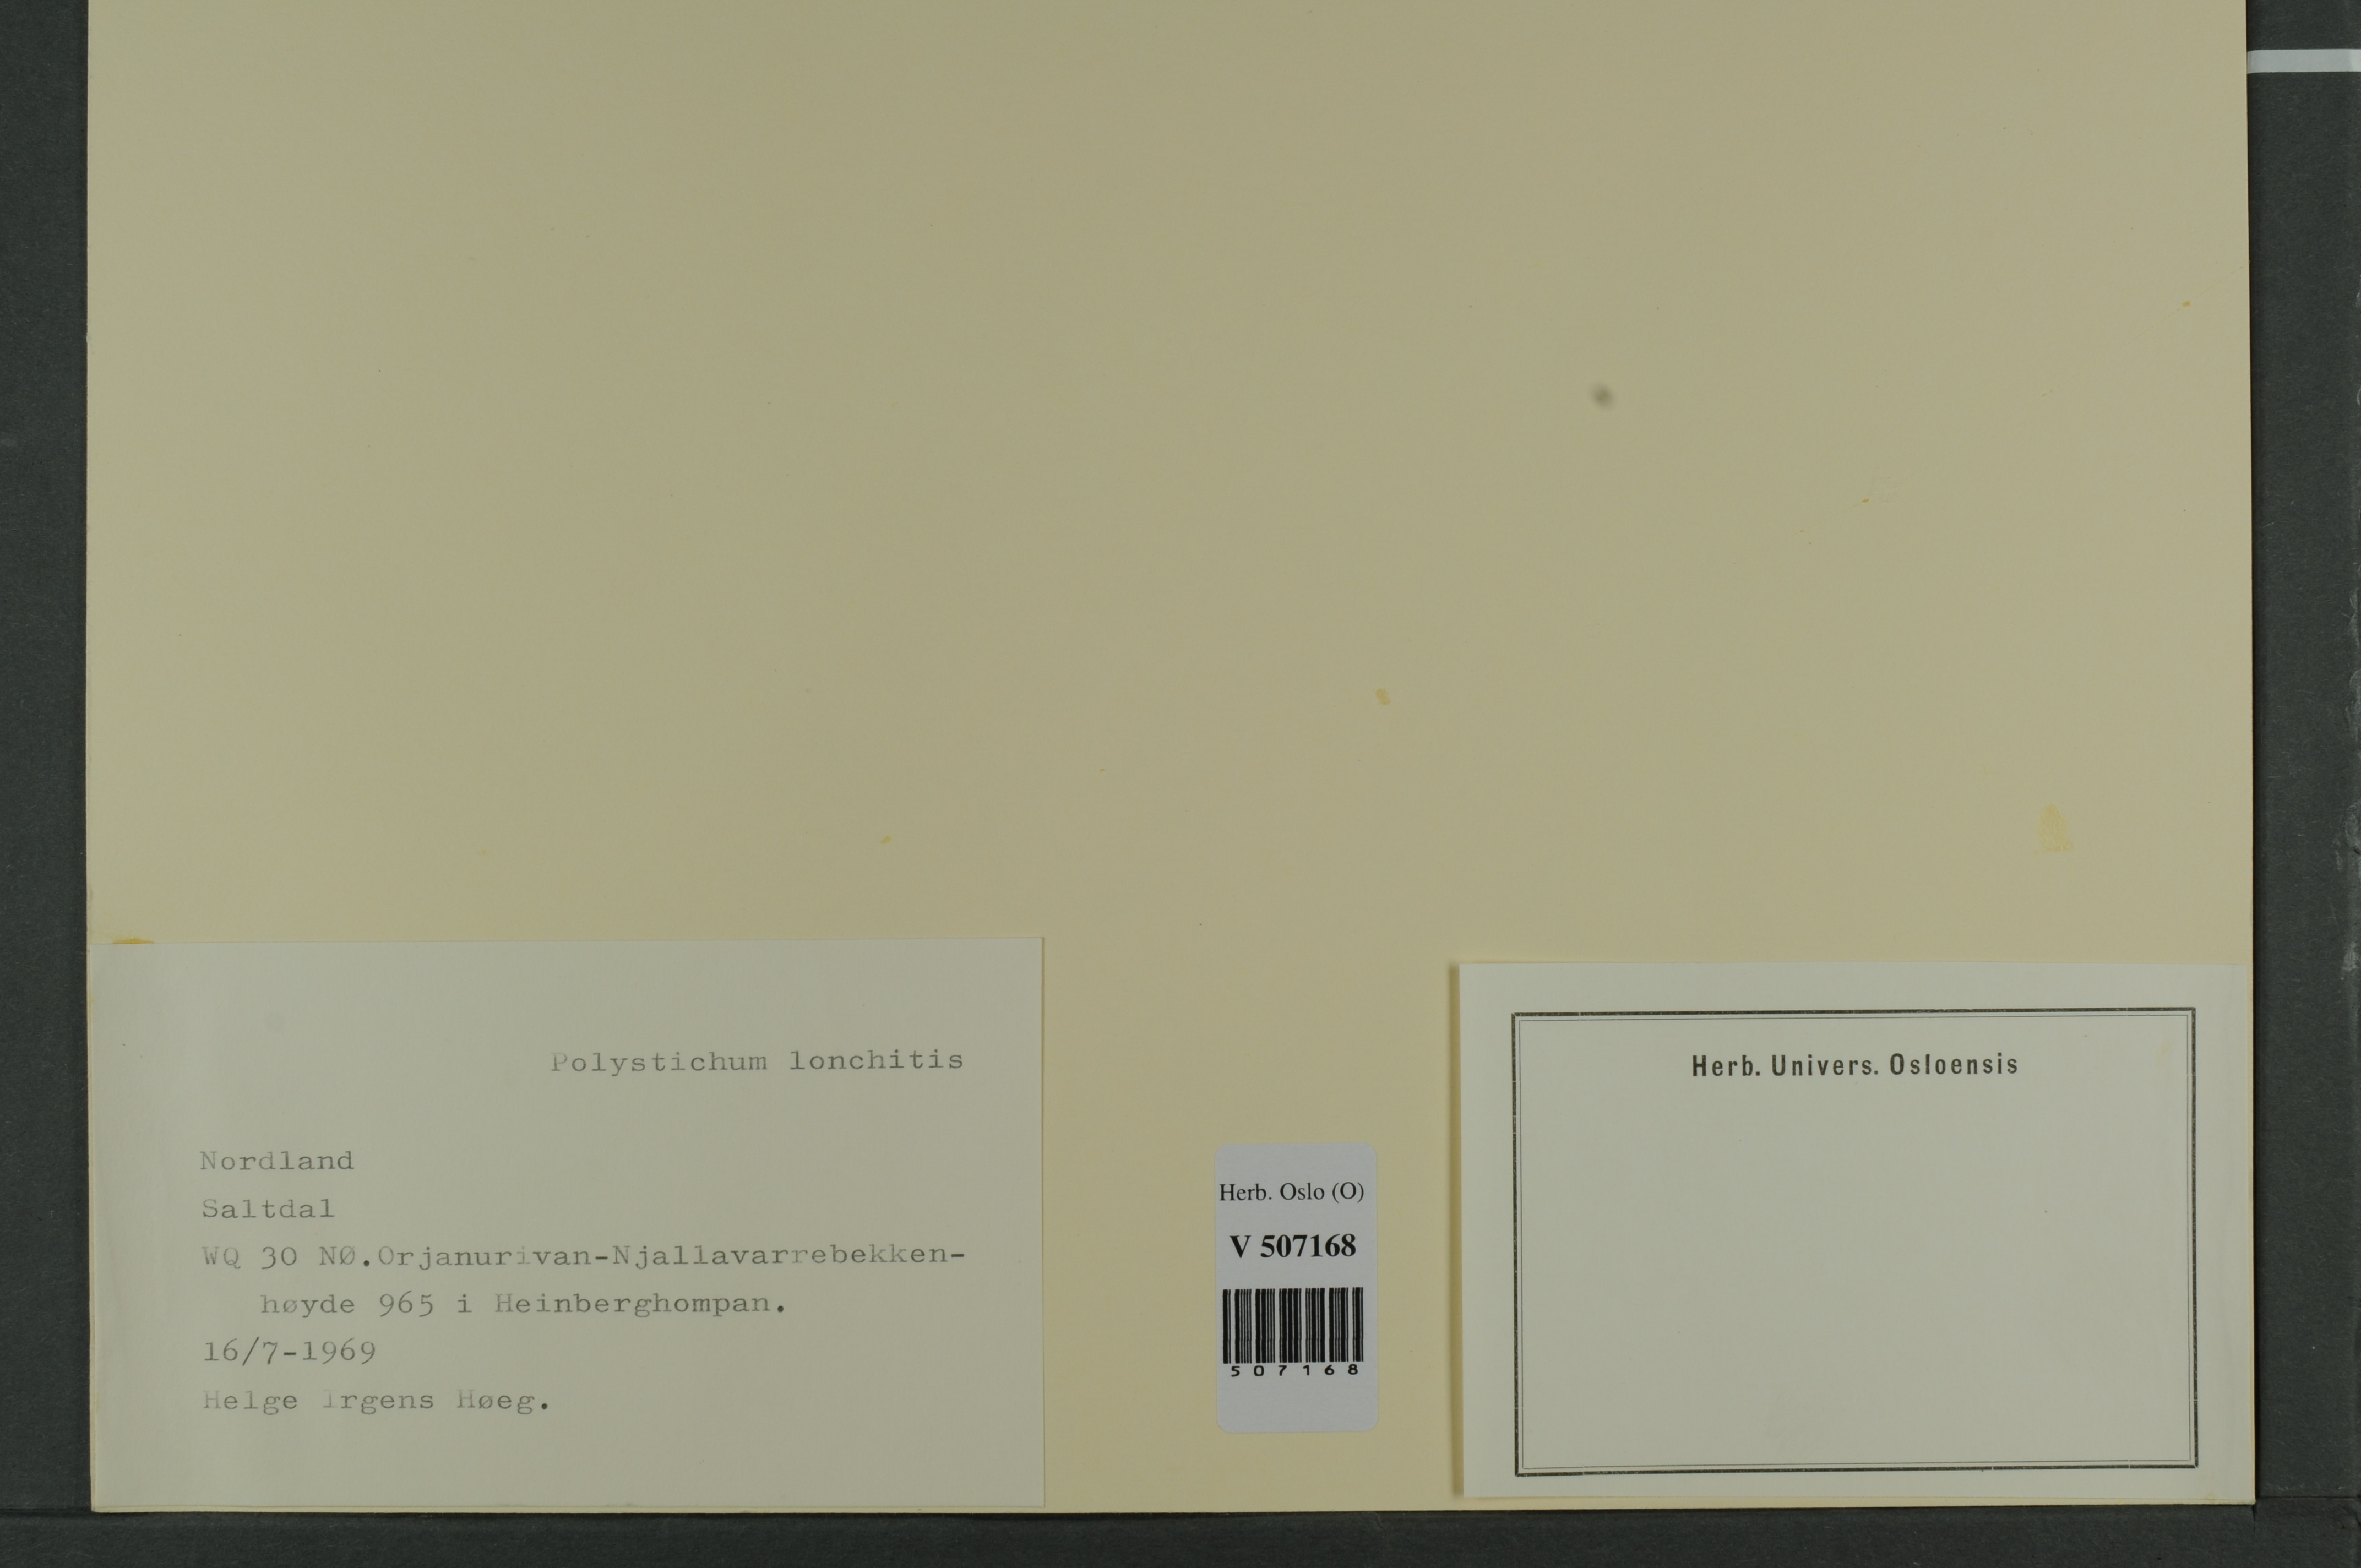 Polystichum lonchitis
Nordland
Saltdal
WQ 30 NØ.Orjanurivan-Njallavarrebekken-
høyde 965 i Heinberghompan.
16/7-1969
Helge Irgens Høeg.
Herb. Oslo (O)
V 507168
507168
Herb. Univers. Osloensis